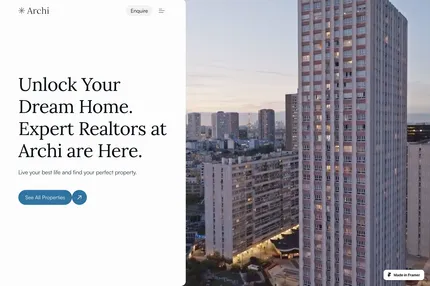 Archi
Enquire
Unlock Your
Dream Home.
Expert Realtors at
Archi are Here.
Live your best life and find your perfect property.
See All Properties
Made in Framer